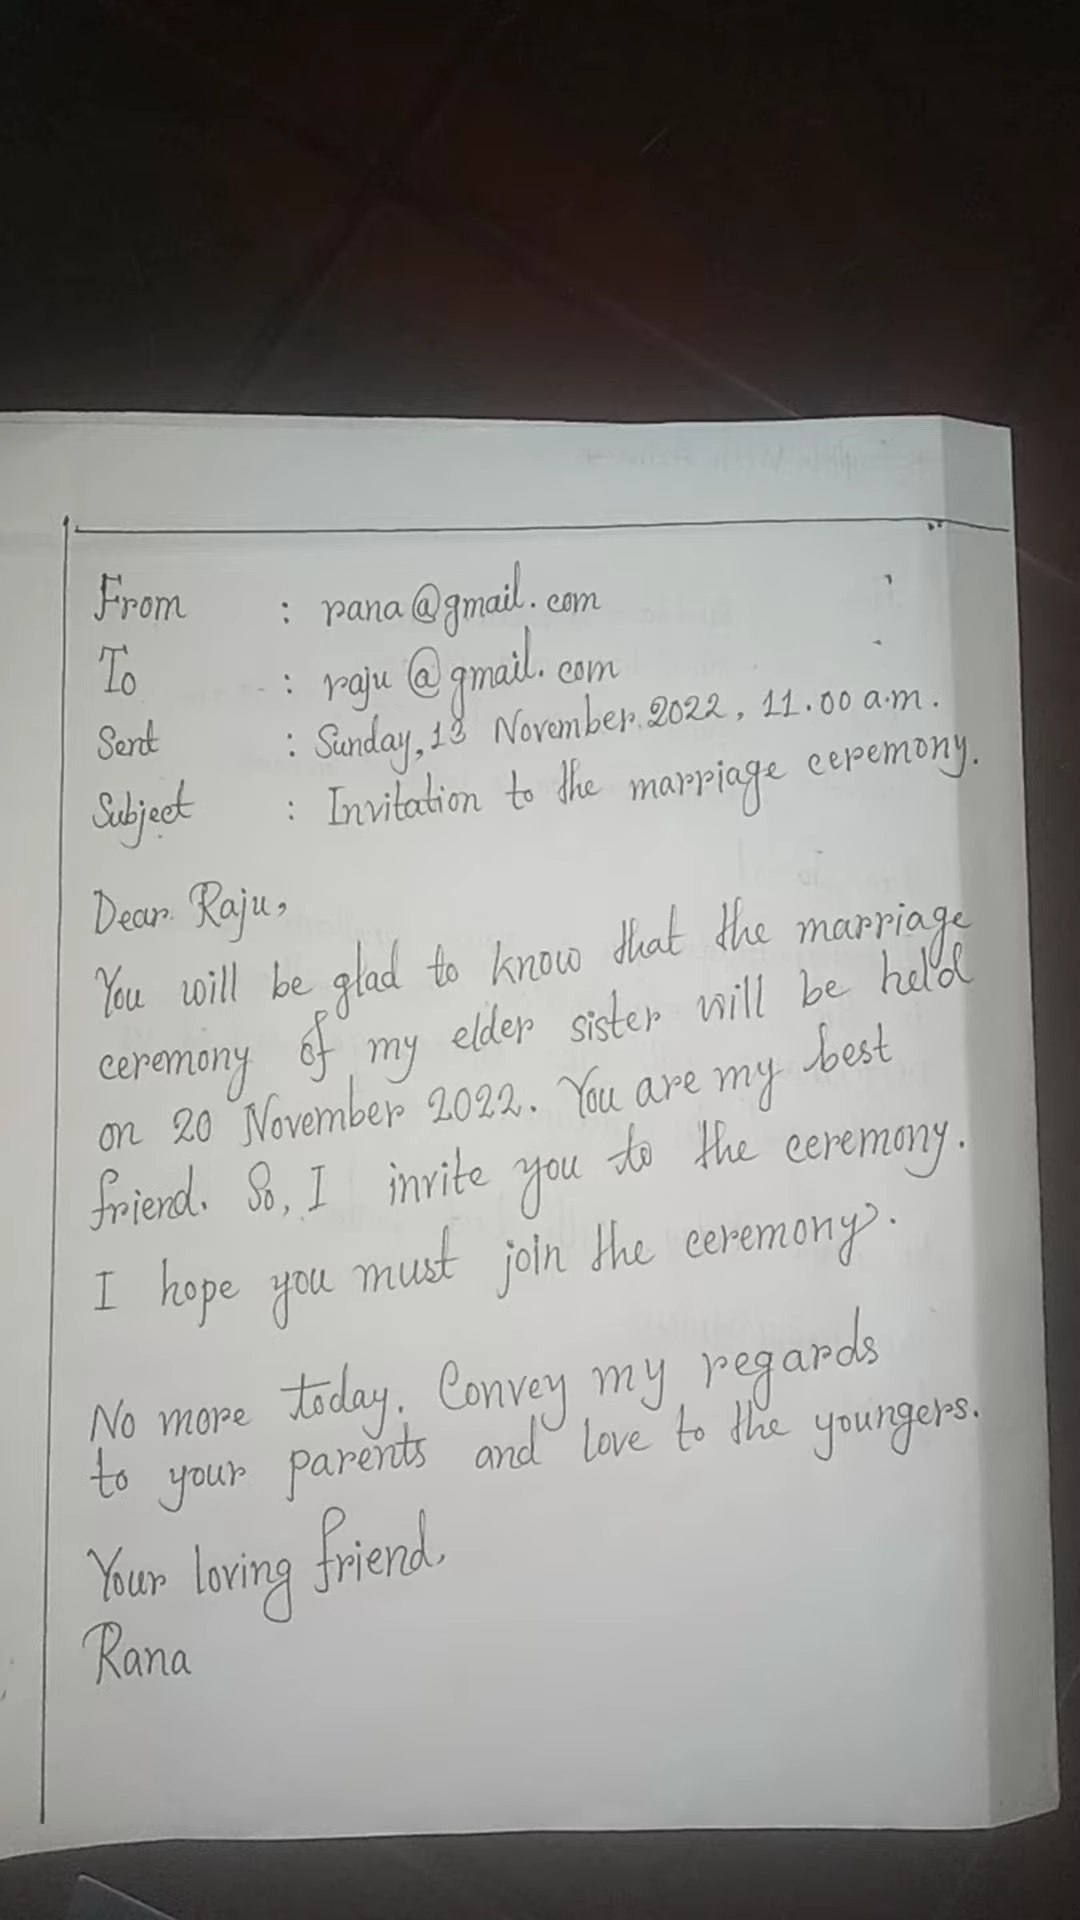 From : rana@gmail.com
To : raju@gmail.com
Sent : Sunday, 13 November 2022, 11.00 a.m.
Subject : Invitation to the marriage ceremony.
Dear Raju,
You will be glad to know that the marriage
ceremony of my elder sister will be held
on 20 November 2022. You are my best
friend. So, I invite you to the ceremony.
I hope you must join the ceremony.
No more today. Convey my regards
to your parents and love to the youngers.
Your loving friend,
Rana